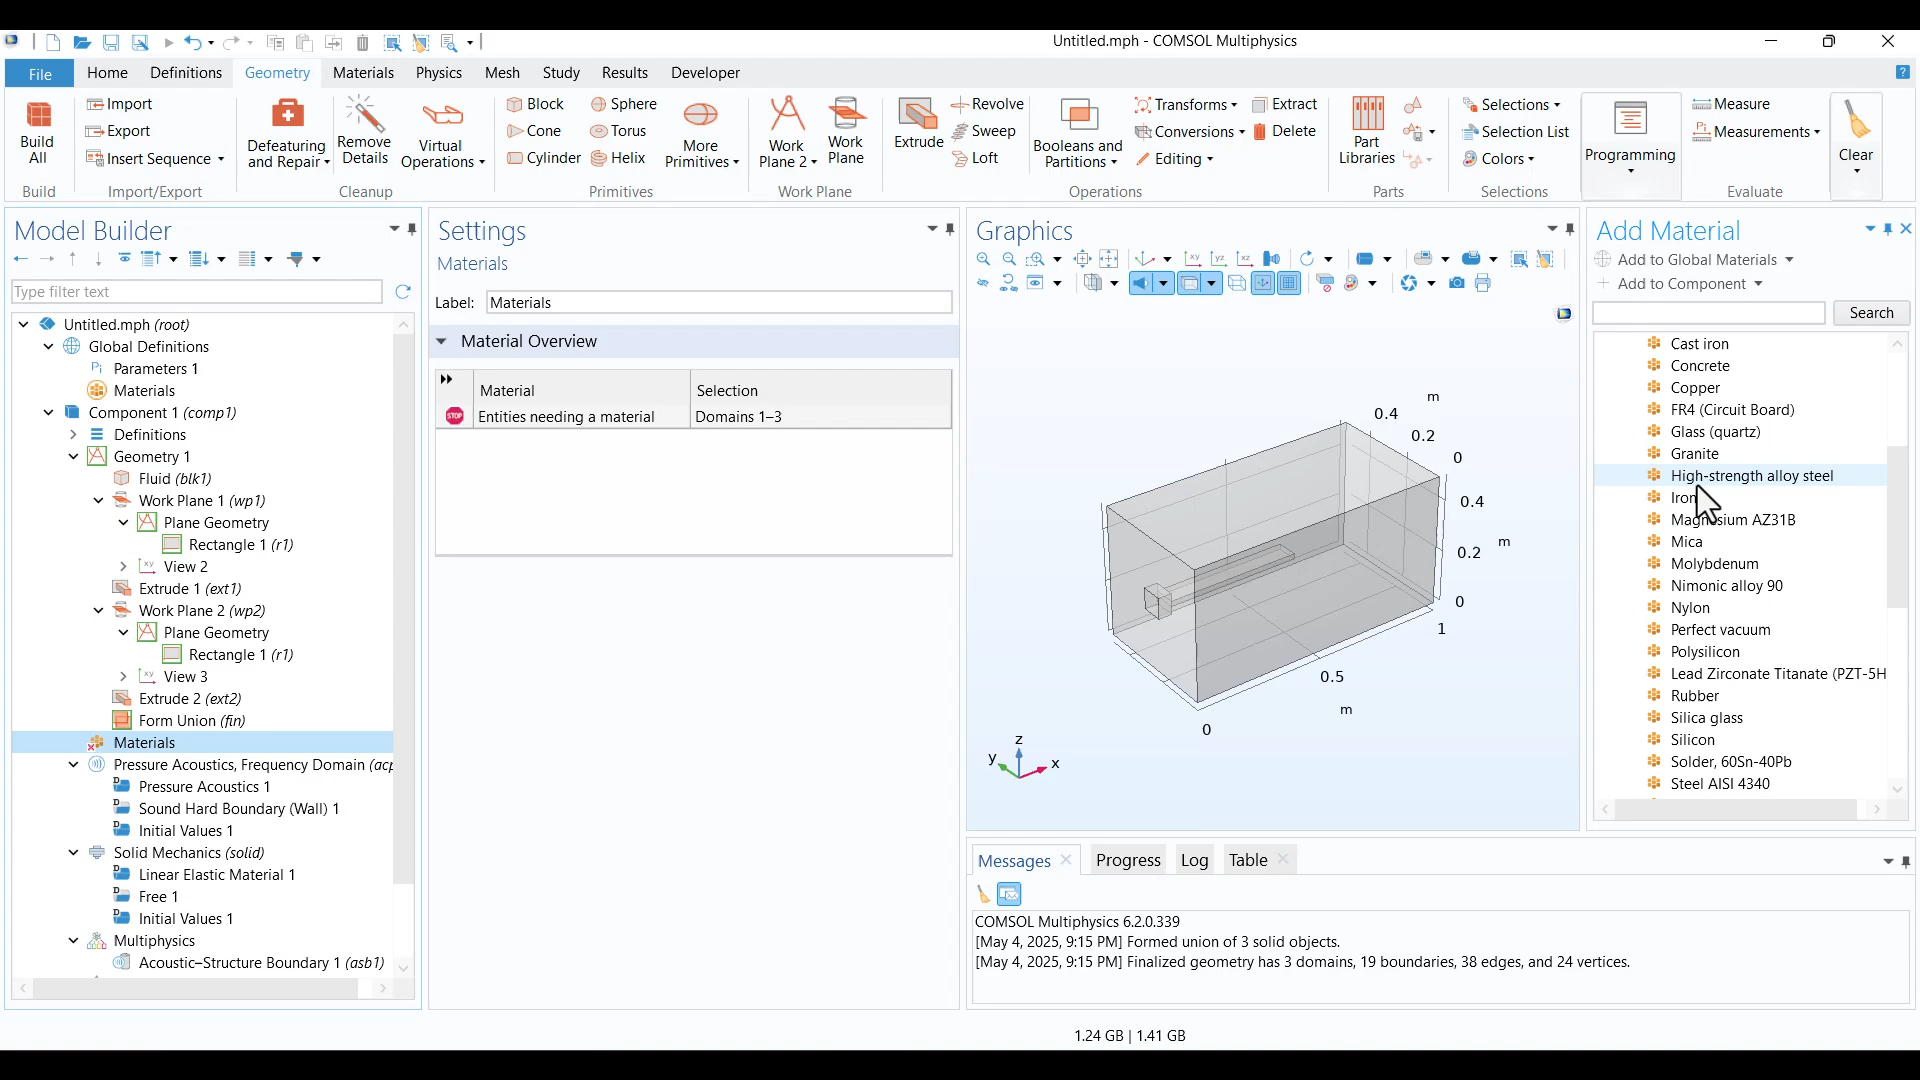 Untitled.mph - COMSOL Multiphysics
File
Home
Definitions
Geometry
Materials
Physics
Mesh
Study
Results
Developer
?
Build All
Build
Import
Export
Insert Sequence
Import/Export
Defeaturing and Repair
Remove Details
Virtual Operations
Cleanup
Block
Cone
Cylinder
Sphere
Torus
Helix
More Primitives
Primitives
Work Plane 2
Work Plane
Work Plane
Extrude
Revolve
Sweep
Loft
Booleans and Partitions
Transforms
Conversions
Editing
Extract
Delete
Operations
Part Libraries
Parts
Selections
Selection List
Colors
Selections
Programming
Measure
Measurements
Evaluate
Clear
Model Builder
Type filter text
Untitled.mph (root)
Global Definitions
Pi Parameters 1
Materials
Component 1 (comp1)
Definitions
Geometry 1
Fluid (blk1)
Work Plane 1 (wp1)
Plane Geometry
Rectangle 1 (r1)
xy View 2
Extrude 1 (ext1)
Work Plane 2 (wp2)
Plane Geometry
Rectangle 1 (r1)
xy View 3
Extrude 2 (ext2)
Form Union (fin)
Materials
Pressure Acoustics, Frequency Domain (acp
D Pressure Acoustics 1
D Sound Hard Boundary (Wall) 1
D Initial Values 1
Solid Mechanics (solid)
D Linear Elastic Material 1
D Free 1
D Initial Values 1
Multiphysics
Acoustic–Structure Boundary 1 (asb1)
Settings
Materials
Label: Materials
Material Overview
Material
Selection
STOP Entities needing a material
Domains 1–3
Graphics
xy
yz
xz
m
0.4
0.2
0
0.4
0.2
m
0
1
0.5
m
0
z
y
x
Add Material
Add to Global Materials
Add to Component
Search
Cast iron
Concrete
Copper
FR4 (Circuit Board)
Glass (quartz)
Granite
High-strength alloy steel
Iron
Magnesium AZ31B
Mica
Molybdenum
Nimonic alloy 90
Nylon
Perfect vacuum
Polysilicon
Lead Zirconate Titanate (PZT-5H
Rubber
Silica glass
Silicon
Solder, 60Sn-40Pb
Steel AISI 4340
Messages
Progress
Log
Table
COMSOL Multiphysics 6.2.0.339
[May 4, 2025, 9:15 PM] Formed union of 3 solid objects.
[May 4, 2025, 9:15 PM] Finalized geometry has 3 domains, 19 boundaries, 38 edges, and 24 vertices.
1.24 GB | 1.41 GB